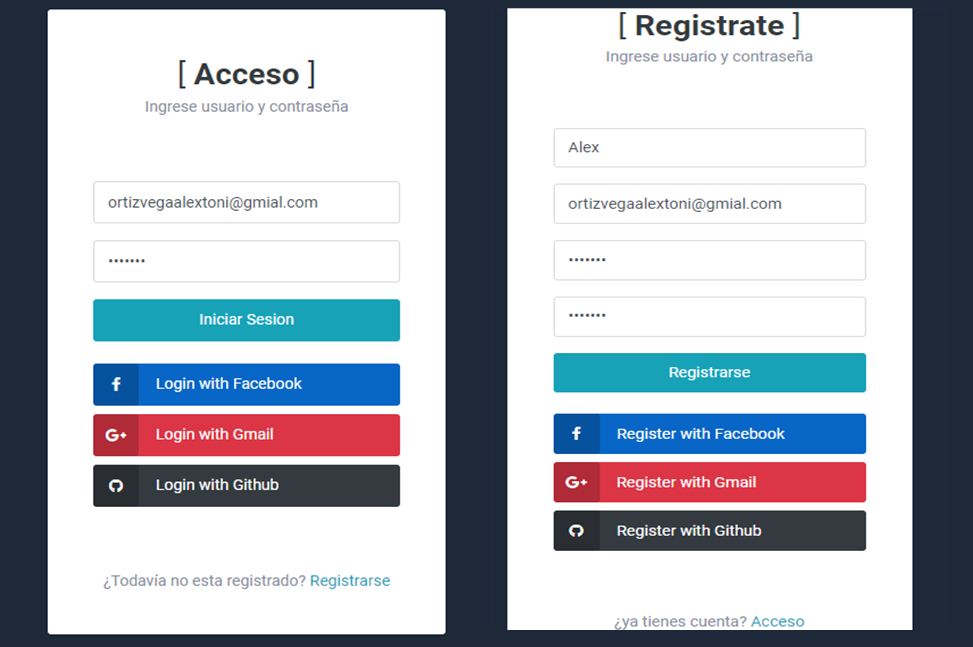 [ Acceso ]
Ingrese usuario y contraseña
ortizvegaalextoni@gmial.com
•••••••
Iniciar Sesion
f Login with Facebook
G+ Login with Gmail
Login with Github
¿Todavía no esta registrado? Registrarse
[ Registrate ]
Ingrese usuario y contraseña
Alex
ortizvegaalextoni@gmial.com
•••••••
•••••••
Registrarse
f Register with Facebook
G+ Register with Gmail
Register with Github
¿ya tienes cuenta? Acceso